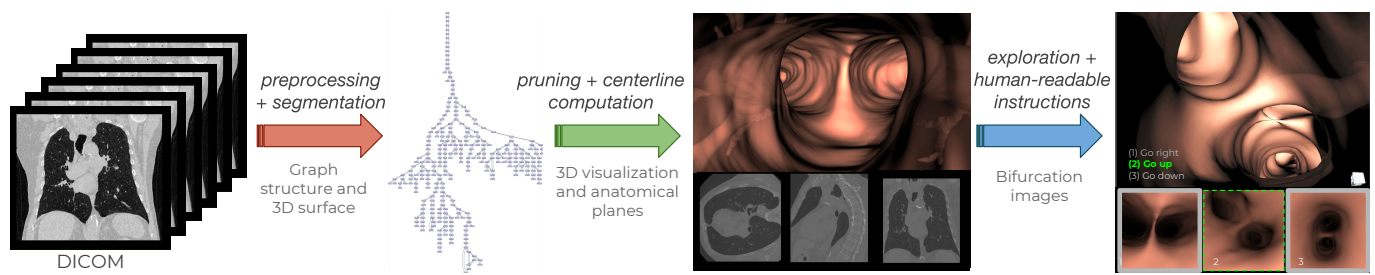 DICOM
preprocessing
+ segmentation
Graph
structure and
3D surface
pruning + centerline
computation
3D visualization
and anatomical
planes
exploration +
human-readable
instructions
Bifurcation
images
(1) Go right
(2) Go up
(3) Go down
2
3